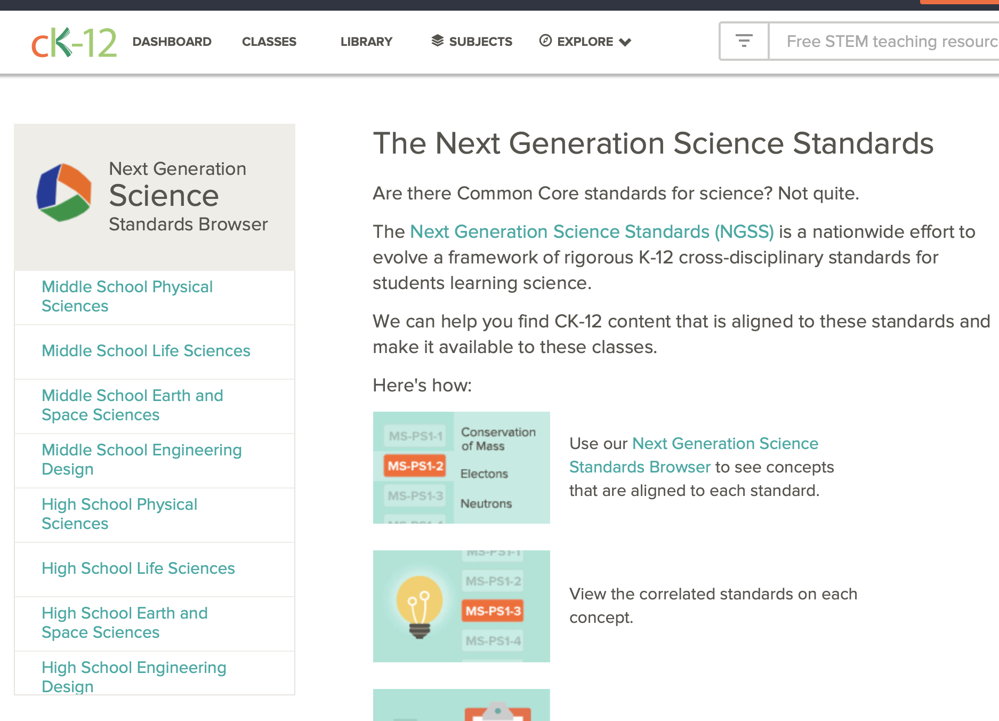 cK-12 DASHBOARD CLASSES LIBRARY SUBJECTS EXPLORE
Free STEM teaching resourc
Next Generation
Science
Standards Browser
Middle School Physical
Sciences
Middle School Life Sciences
Middle School Earth and
Space Sciences
Middle School Engineering
Design
High School Physical
Sciences
High School Life Sciences
High School Earth and
Space Sciences
High School Engineering
Design
The Next Generation Science Standards
Are there Common Core standards for science? Not quite.
The Next Generation Science Standards (NGSS) is a nationwide effort to
evolve a framework of rigorous K-12 cross-disciplinary standards for
students learning science.
We can help you find CK-12 content that is aligned to these standards and
make it available to these classes.
Here's how:
MS-PS1-1
MS-PS1-2
MS-PS1-3
Conservation
of Mass
Electons
Neutrons
Use our Next Generation Science
Standards Browser to see concepts
that are aligned to each standard.
MS-PS1-1
MS-PS1-2
MS-PS1-3
MS-PS1-4
View the correlated standards on each
concept.